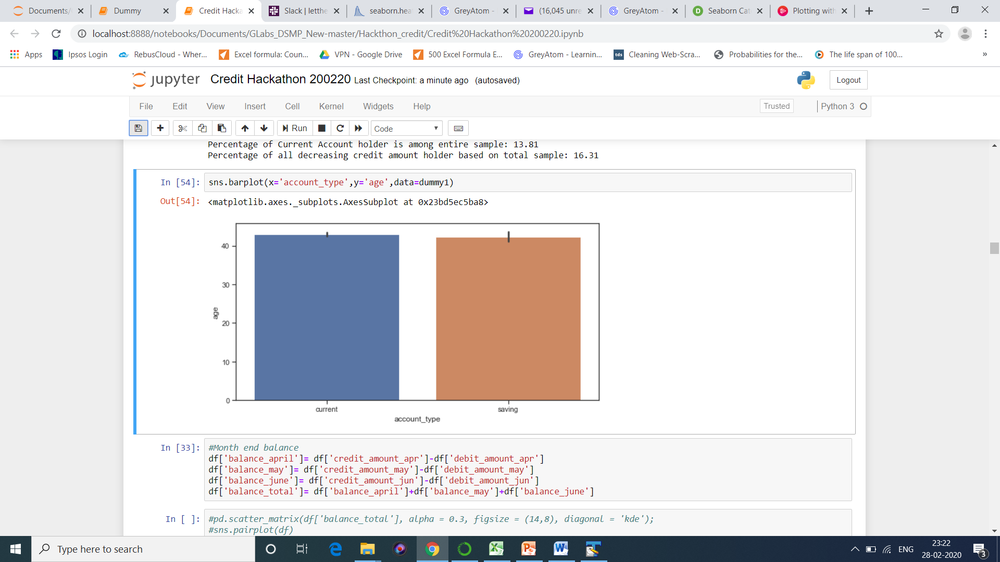 Documents/
Dummy
Credit Hacka
Slack | letthe
seaborn.hea
GreyAtom -
(16,045 unre
GreyAtom -
Seaborn Cat
Plotting with
localhost:8888/notebooks/Documents/GLabs_DSMP_New-master/Hackthon_credit/Credit%20Hackathon%20200220.ipynb
Apps
Ipsos Login
RebusCloud - Wher...
Excel formula: Coun...
VPN - Google Drive
500 Excel Formula E...
GreyAtom - Learnin...
tds Cleaning Web-Scra...
Probabilities for the...
The life span of 100...
»
jupyter Credit Hackathon 200220 Last Checkpoint: a minute ago (autosaved)
Logout
File Edit View Insert Cell Kernel Widgets Help
Trusted
Python 3
Run
Code
Percentage of Current Account holder is among entire sample: 13.81
Percentage of all decreasing credit amount holder based on total sample: 16.31
In [54]: sns.barplot(x='account_type',y='age',data=dummy1)
Out[54]: <matplotlib.axes._subplots.AxesSubplot at 0x23bd5ec5ba8>
40
30
20
10
0
age
current
saving
account_type
In [33]: #Month end balance
df['balance_april']= df['credit_amount_apr']-df['debit_amount_apr']
df['balance_may']= df['credit_amount_may']-df['debit_amount_may']
df['balance_june']= df['credit_amount_jun']-df['debit_amount_jun']
df['balance_total']= df['balance_april']+df['balance_may']+df['balance_june']
In [ ]: #pd.scatter_matrix(df['balance_total'], alpha = 0.3, figsize = (14,8), diagonal = 'kde');
#sns.pairplot(df)
Type here to search
ENG
23:22
28-02-2020
3